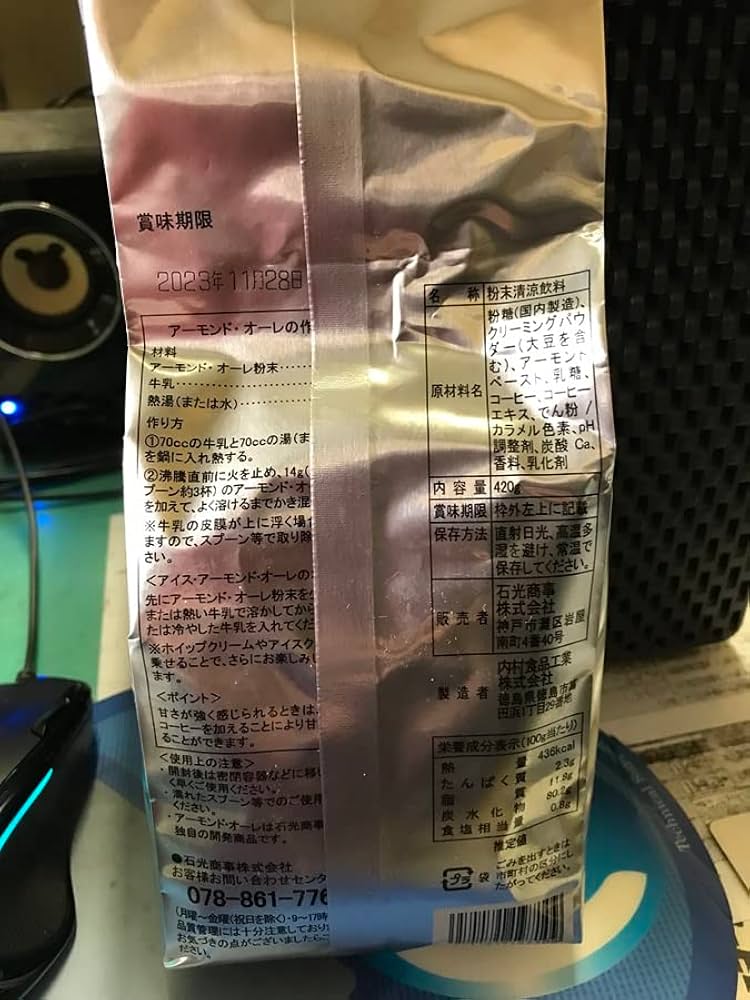 賞味期限
2023年11月28日
アーモンド・オーレの作
材料
アーモンド・オーレ粉末……
牛乳……………………
熱湯(または水)……………
作り方
①70ccの牛乳と70ccの湯(ま
を鍋に入れ熱する。
②沸騰直前に火を止め、14g(
プーン約3杯)のアーモンド・オ
を加えて、よく溶けるまでかき混
※牛乳の皮膜が上に浮く場合
ますので、スプーン等で取り除
さい。
<アイス・アーモンド・オーレの
先にアーモンド・オーレ粉末を
または熱い牛乳で溶かしてから
たは冷やした牛乳を入れてくだ
※ホイップクリームやアイスク
乗せることで、さらにお楽しみ
ます。
<ポイント>
甘さが強く感じられるときは、
コーヒーを加えることにより甘
ることができます。
<使用上の注意>
・開封後は密閉容器などに移
く早くご使用ください。
・濡れたスプーン等でのご使用
ください。
・アーモンド・オーレは石光商事
独自の開発商品です。
●石光商事株式会社
お客様お問い合わせセンタ
078-861-776
(月曜~金曜(祝日を除く)・9~17時
品質管理には十分注意しており
お気づきの点がございましたらご
ださい。
名称 粉末清涼飲料
原材料名
粉糖(国内製造)、
クリーミングパウ
ダー(大豆を含
む)、アーモンド
ペースト、乳糖、
コーヒー、コーヒー
エキス、でん粉/
カラメル色素、pH
調整剤、炭酸Ca、
香料、乳化剤
内容量 420g
賞味期限 枠外左上に記載
保存方法 直射日光、高温多
湿を避け、常温で
保存してください。
販売者
石光商事
株式会社
神戸市灘区岩屋
南町4番40号
製造者
内村食品工業
株式会社
徳島県徳島市富
田浜1丁目29番地
栄養成分表示(100g当たり)
熱量 436kcal
たんぱく質 2.3g
脂質 11.8g
炭水化物 80.2g
食塩相当量 0.8g
推定値
プラ
袋
ごみを出すときは
市町村の区分にし
たがってください。
Technical